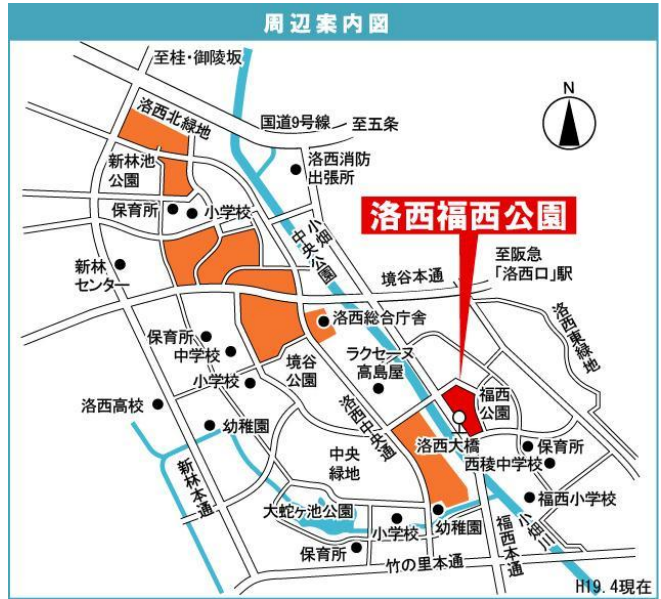 周辺案内図
至桂・御陵坂
N
洛西北緑地
国道9号線
至五条
新林池
公園
洛西消防
出張所
保育所
小学校
洛西福西公園
小畑川
中央公園
新林
センター
境谷本通
至阪急
「洛西口」駅
洛西総合庁舎
洛西東緑地
保育所
中学校
小学校
境谷
公園
ラクセーヌ
高島屋
洛西高校
幼稚園
洛西中央通
福西
公園
洛西大橋
保育所
西稜中学校
新林本通
中央
緑地
福西小学校
大蛇ヶ池公園
小学校
幼稚園
福西本通
小畑川
保育所
竹の里本通
H19.4現在